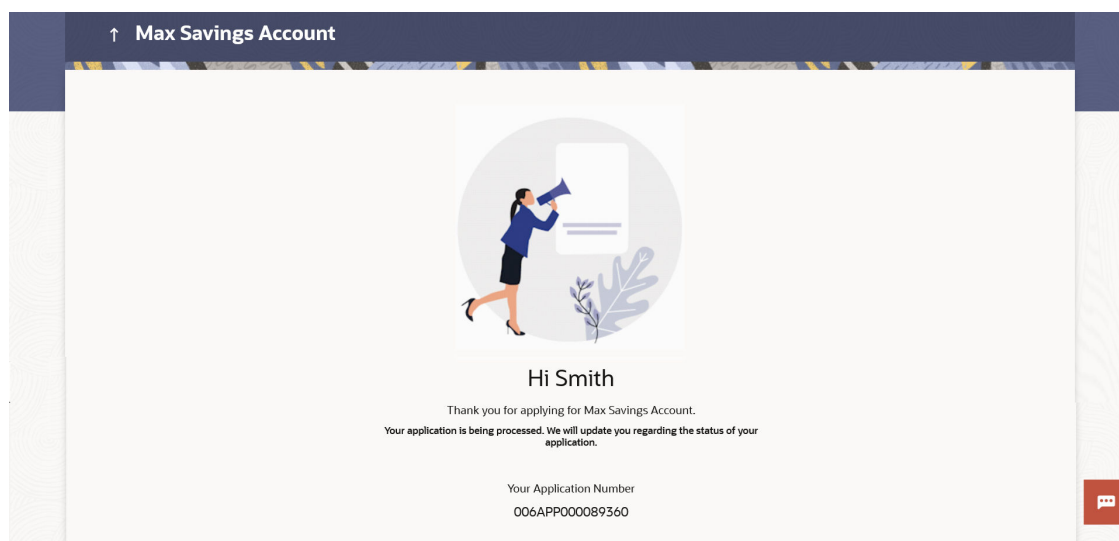 Max Savings Account
Hi Smith
Thank you for applying for Max Savings Account.
Your application is being processed. We will update you regarding the status of your
application.
Your Application Number
006APP000089360